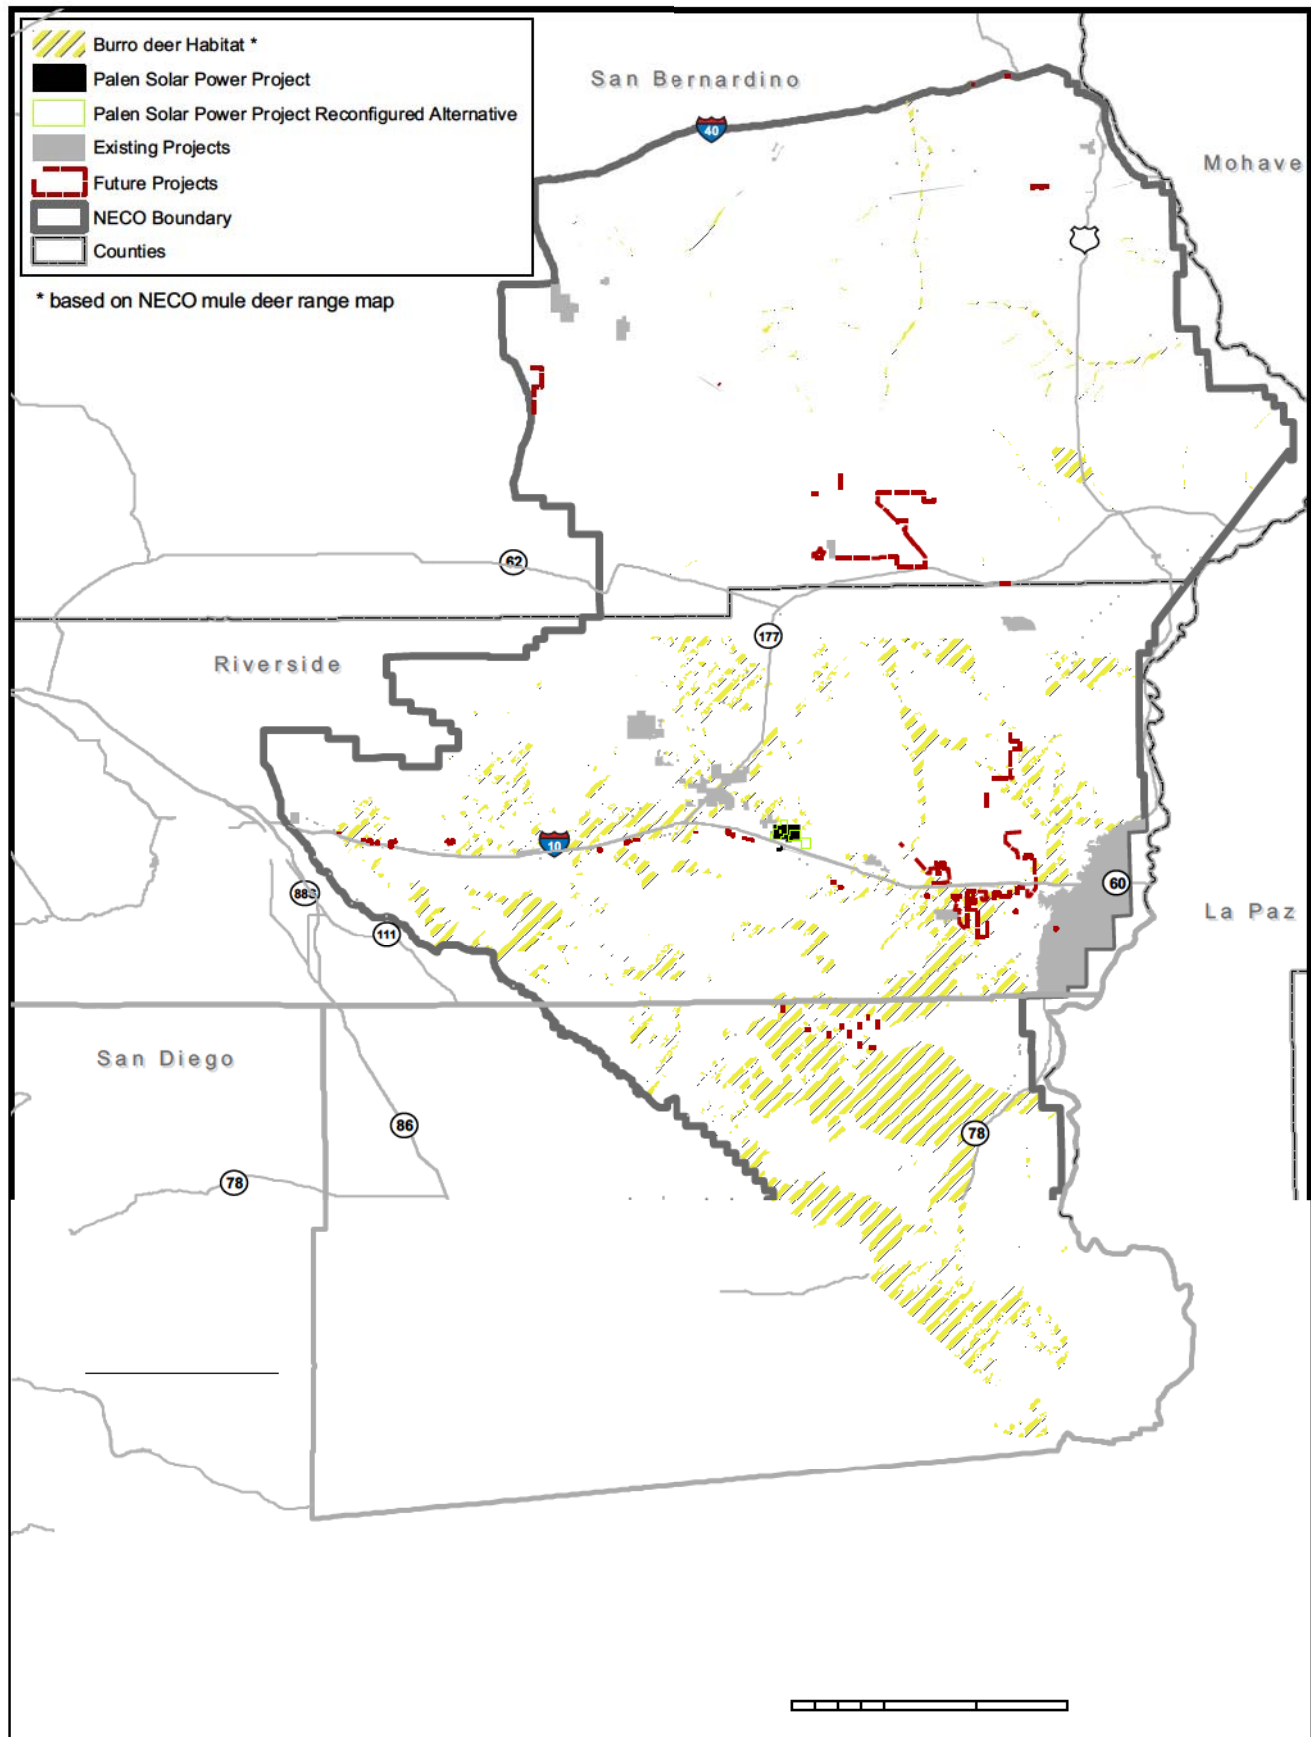 Burro deer Habitat *
Palen Solar Power Project
Palen Solar Power Project Reconfigured Alternative
Existing Projects
Future Projects
NECO Boundary
Counties
* based on NECO mule deer range map
San Bernardino
40
Mohave
62
177
Riverside
10
60
88S
111
La Paz
San Diego
86
78
78